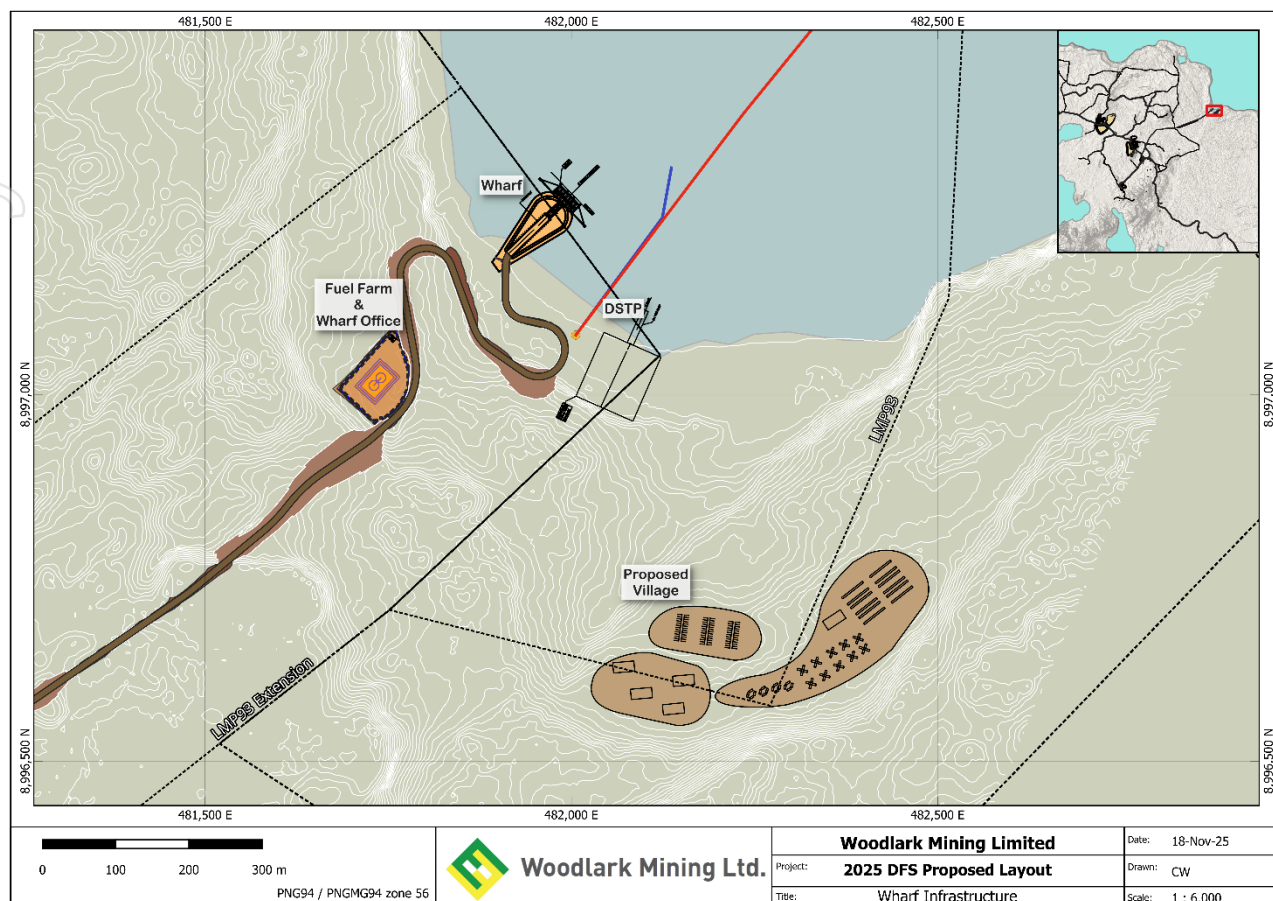 481,500 E
482,000 E
482,500 E
Wharf
Fuel Farm
&
Wharf Office
DSTP
8,997,000 N
8,997,000 N
LMP93
Proposed
Village
LMP93 Extension
8,996,500 N
8,996,500 N
481,500 E
482,000 E
482,500 E
0 100 200 300 m
PNG94 / PNGMG94 zone 56
Woodlark Mining Ltd.
Woodlark Mining Limited
Project: 2025 DFS Proposed Layout
Title: Wharf Infrastructure
Date: 18-Nov-25
Drawn: CW
Scale: 1 : 6,000